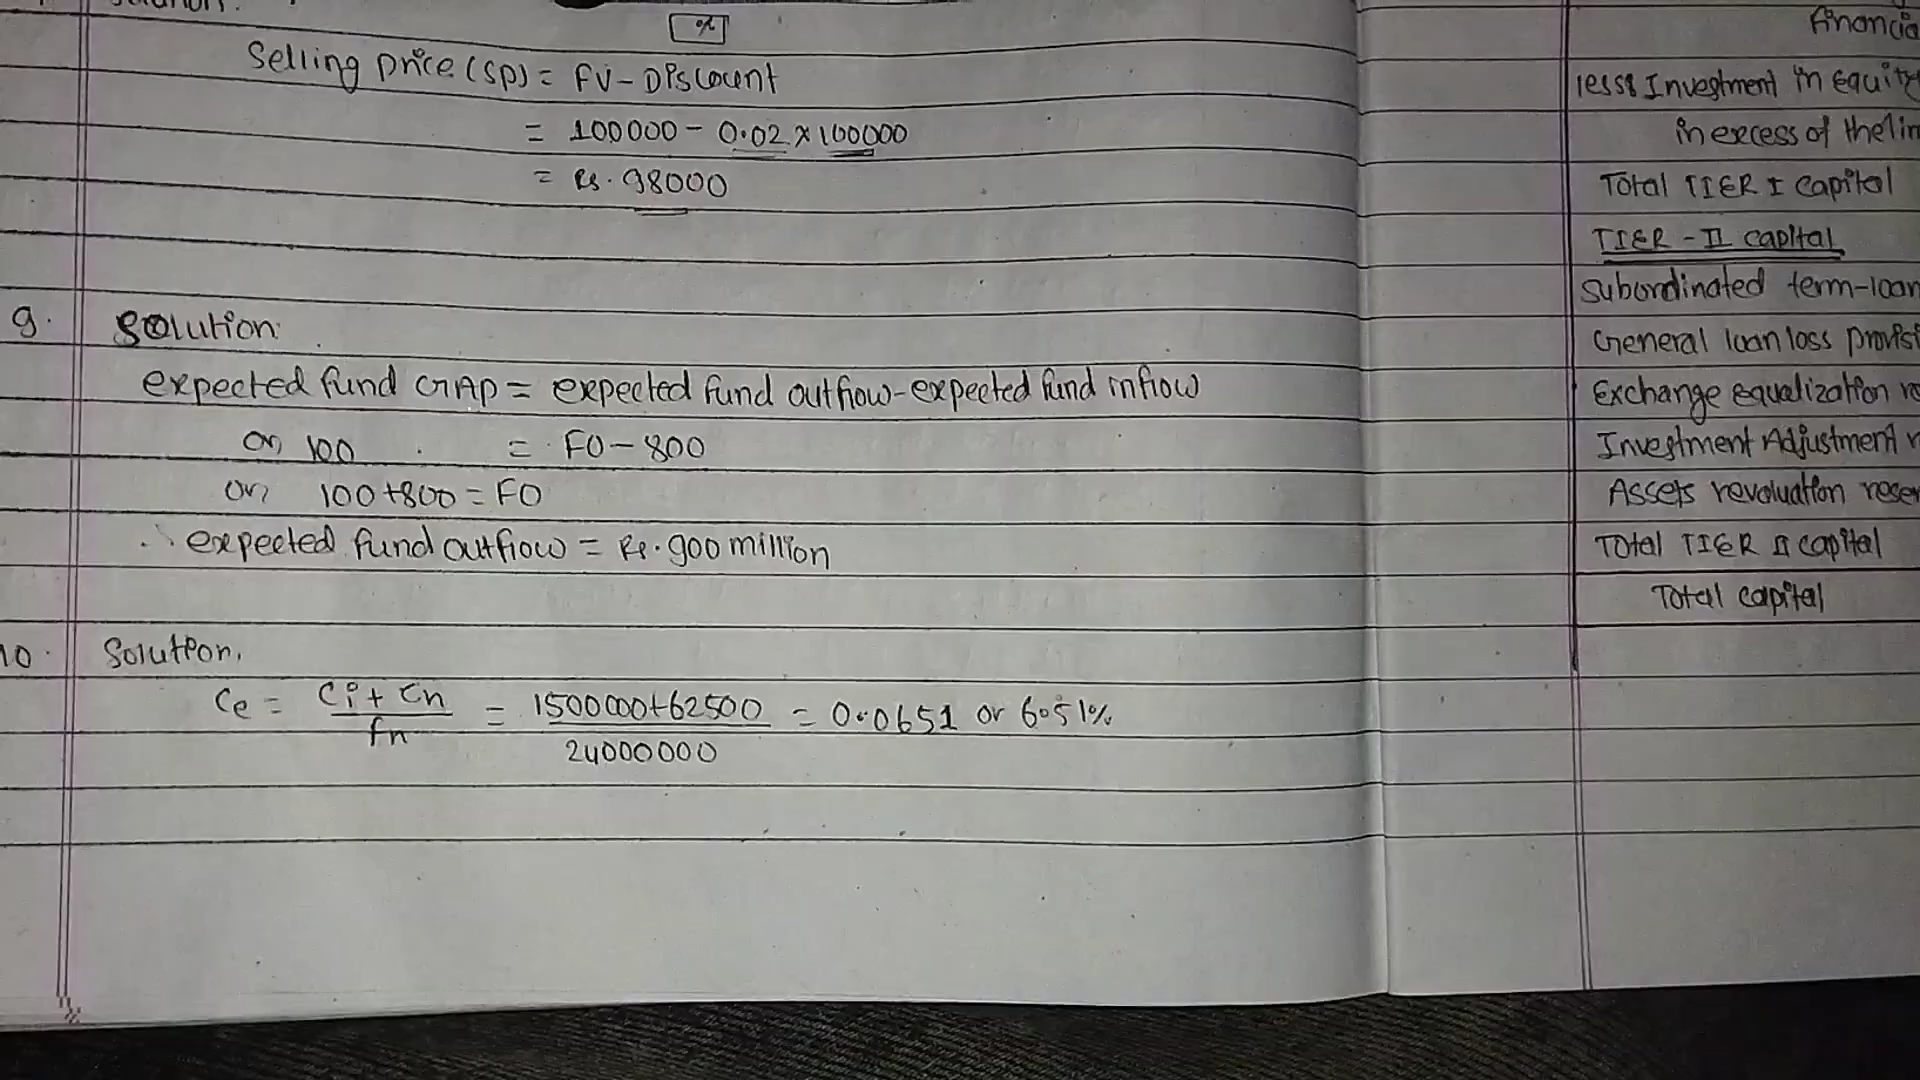 Solution:
%
Selling price (SP) = FV - Discount
= 100000 - 0.02 × 100000
= Rs. 98000
9. Solution:
expected fund GAP = expected fund outflow - expected fund inflow
or, 100 = FO - 800
or, 100+800 = FO
∴ expected fund outflow = Rs. 900 million
10. Solution,
Ce = Ci + Cn / fn = 1500000+62500 / 24000000 = 0.0651 or 6.51%
financia
less: Investment in equity
in excess of the lim
Total TIER I capital
TIER - II capital
subordinated term-loan
General loan loss provisi
Exchange equalization re
Investment Adjustment r
Assets revaluation reser
Total TIER II capital
Total capital